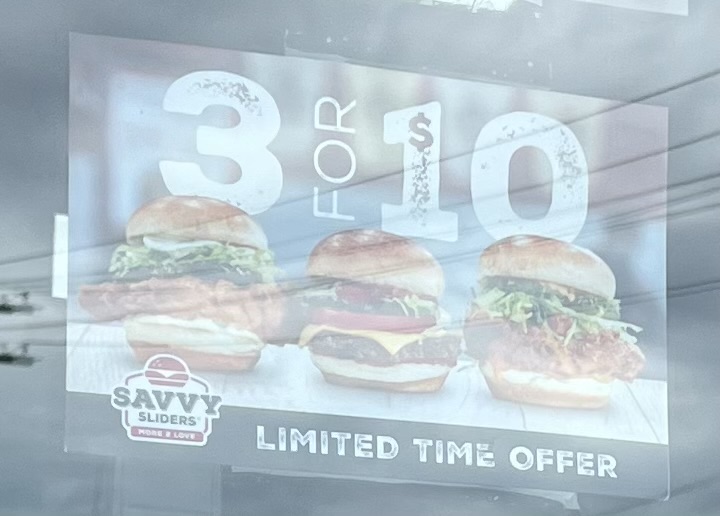 3 FOR $10
SAVVY
SLIDERS
MORE 2 LOVE
LIMITED TIME OFFER